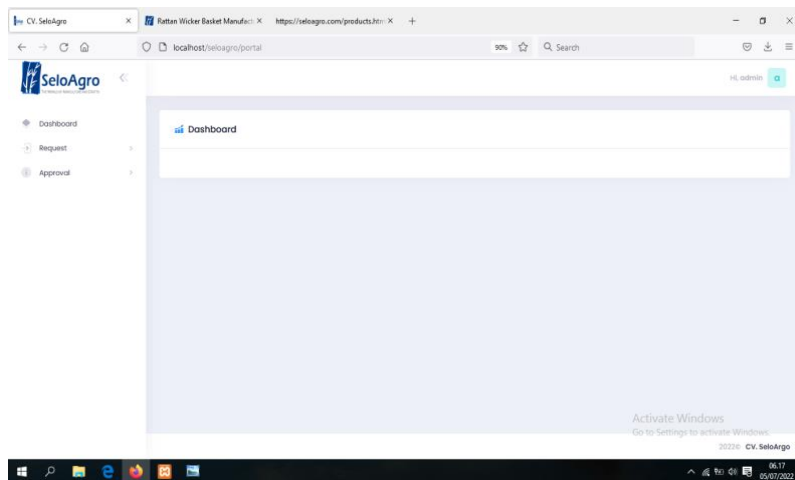 CV. SeloAgro
Rattan Wicker Basket Manufact
https://seloagro.com/products.htm
localhost/seloagro/portal
90%
Search
SeloAgro
Hi, admin
a
Dashboard
Request
Approval
Dashboard
Activate Windows
Go to Settings to activate Windows.
CV. SeloArgo
06.17
05/07/2022